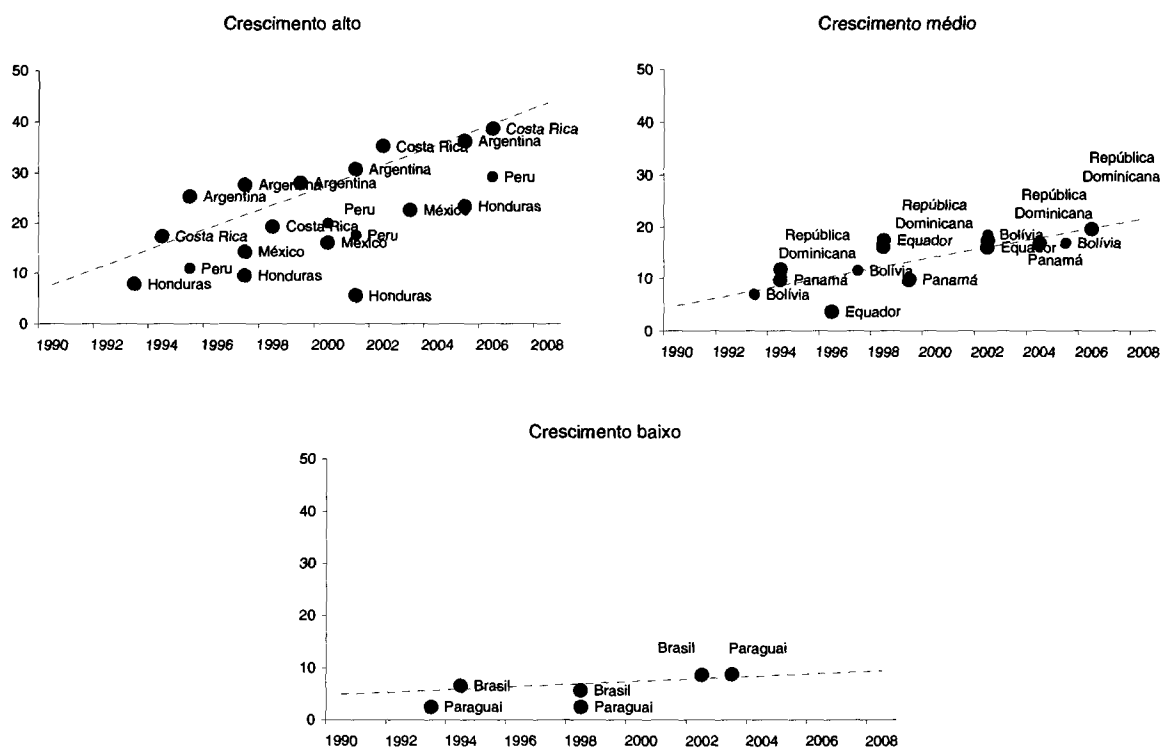 Crescimento alto
50
40
30
20
10
0
1990 1992 1994 1996 1998 2000 2002 2004 2006 2008
Costa Rica
Costa Rica
Argentina
Argentina
Argentina
Argentina
Argentina
Peru
Peru
Honduras
México
Costa Rica
Peru
Costa Rica
México
México
Peru
Honduras
Honduras
Honduras
Crescimento médio
50
40
30
20
10
0
1990 1992 1994 1996 1998 2000 2002 2004 2006 2008
República
Dominicana
República
Dominicana
República
Dominicana
República
Dominicana
Equador
Bolívia
Equador
Bolívia
Panamá
Panamá
Bolívia
Panamá
Bolívia
Equador
Crescimento baixo
50
40
30
20
10
0
1990 1992 1994 1996 1998 2000 2002 2004 2006 2008
Brasil Paraguai
Brasil
Brasil
Paraguai
Paraguai